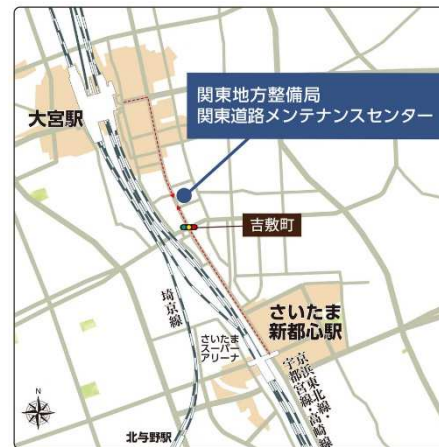 関東地方整備局
関東道路メンテナンスセンター
大宮駅
吉敷町
埼京線
さいたま
新都心駅
さいたま
スーパー
アリーナ
京浜東北線・
宇都宮線・高崎線
N
北与野駅